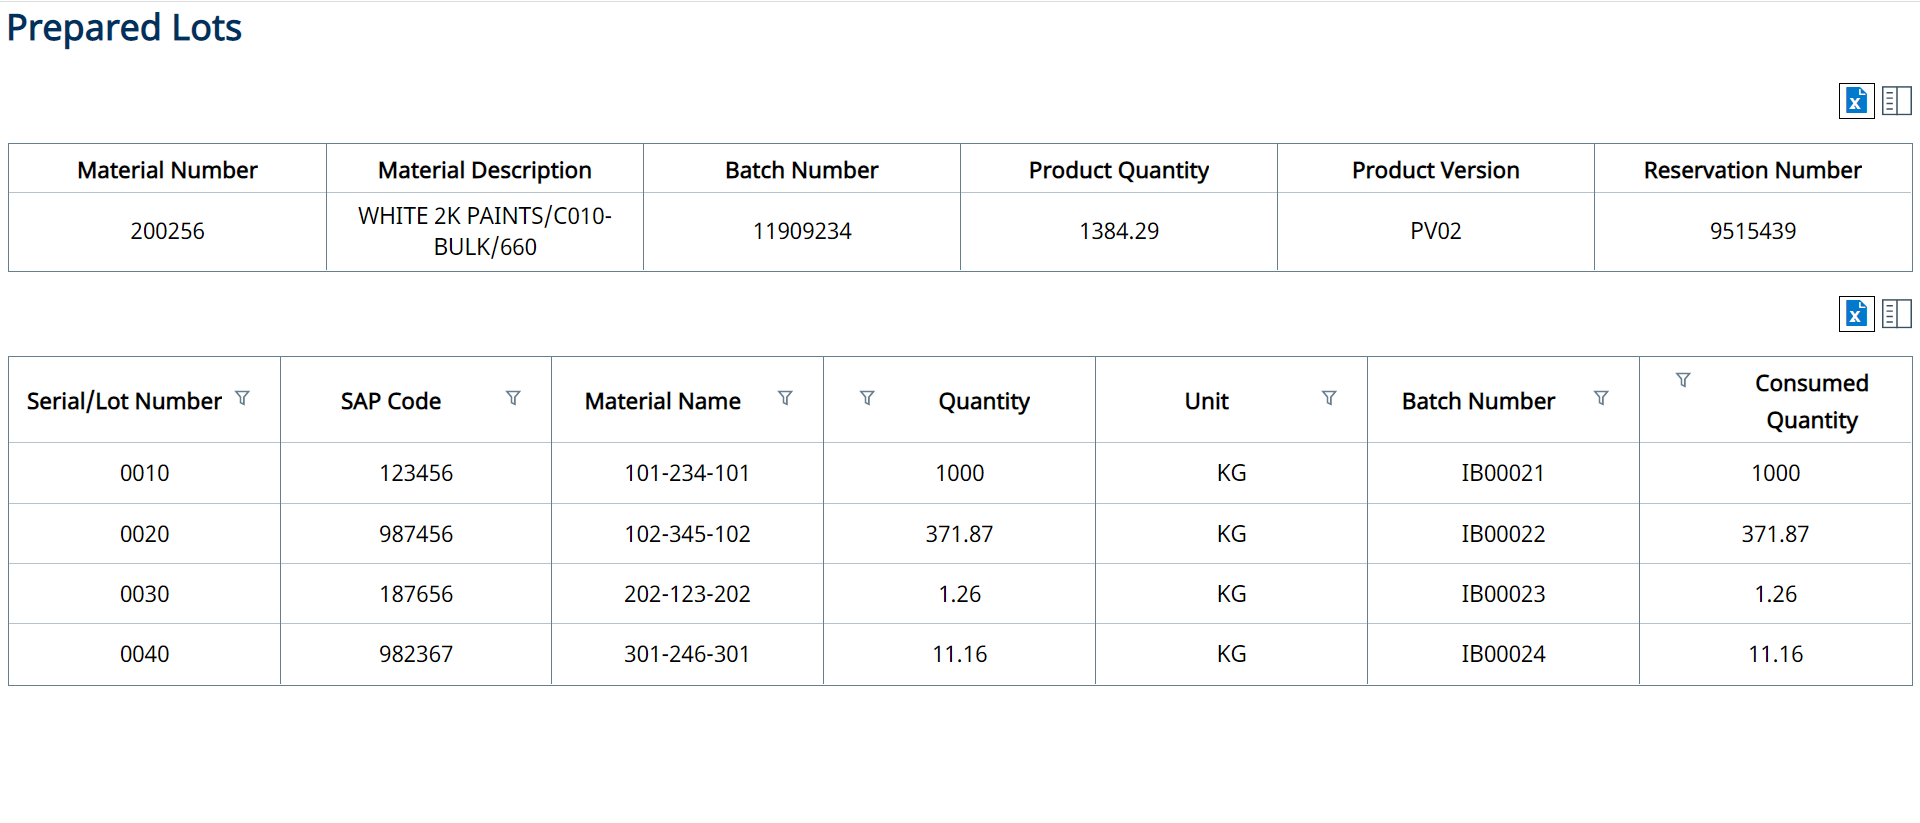 Prepared Lots
Material Number Material Description Batch Number Product Quantity Product Version Reservation Number
200256 WHITE 2K PAINTS/C010-BULK/660 11909234 1384.29 PV02 9515439
Serial/Lot Number SAP Code Material Name Quantity Unit Batch Number Consumed Quantity
0010 123456 101-234-101 1000 KG IB00021 1000
0020 987456 102-345-102 371.87 KG IB00022 371.87
0030 187656 202-123-202 1.26 KG IB00023 1.26
0040 982367 301-246-301 11.16 KG IB00024 11.16